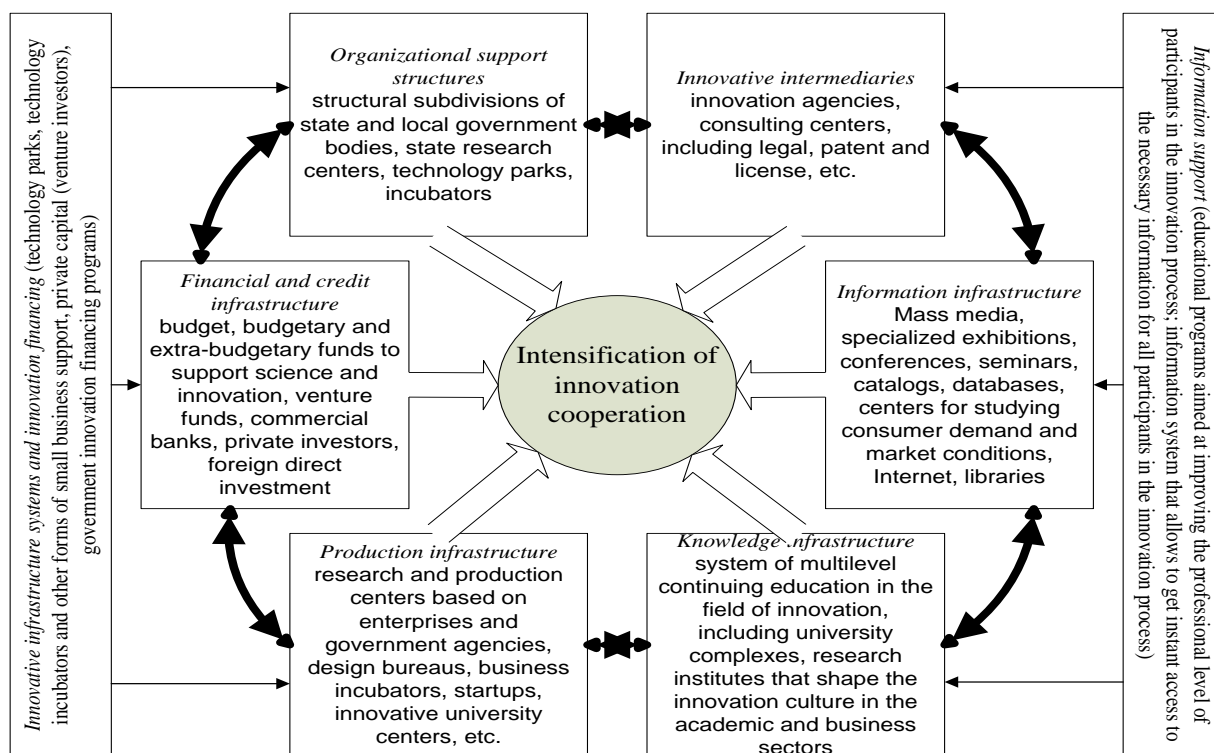 Innovative infrastructure systems and innovation financing (technology parks, technology
incubators and other forms of small business support, private capital (venture investors),
government innovation financing programs)
Organizational support
structures
structural subdivisions of
state and local government
bodies, state research
centers, technology parks,
incubators
Innovative intermediaries
innovation agencies,
consulting centers,
including legal, patent and
license, etc.
Financial and credit
infrastructure
budget, budgetary and
extra-budgetary funds to
support science and
innovation, venture
funds, commercial
banks, private investors,
foreign direct
investment
Intensification of
innovation
cooperation
Information infrastructure
Mass media,
specialized exhibitions,
conferences, seminars,
catalogs, databases,
centers for studying
consumer demand and
market conditions,
Internet, libraries
Production infrastructure
research and production
centers based on
enterprises and
government agencies,
design bureaus, business
incubators, startups,
innovative university
centers, etc.
Knowledge infrastructure
system of multilevel
continuing education in the
field of innovation,
including university
complexes, research
institutes that shape the
innovation culture in the
academic and business
sectors
Information support (educational programs aimed at improving the professional level of
participants in the innovation process; information system that allows to get instant access to
the necessary information for all participants in the innovation process)